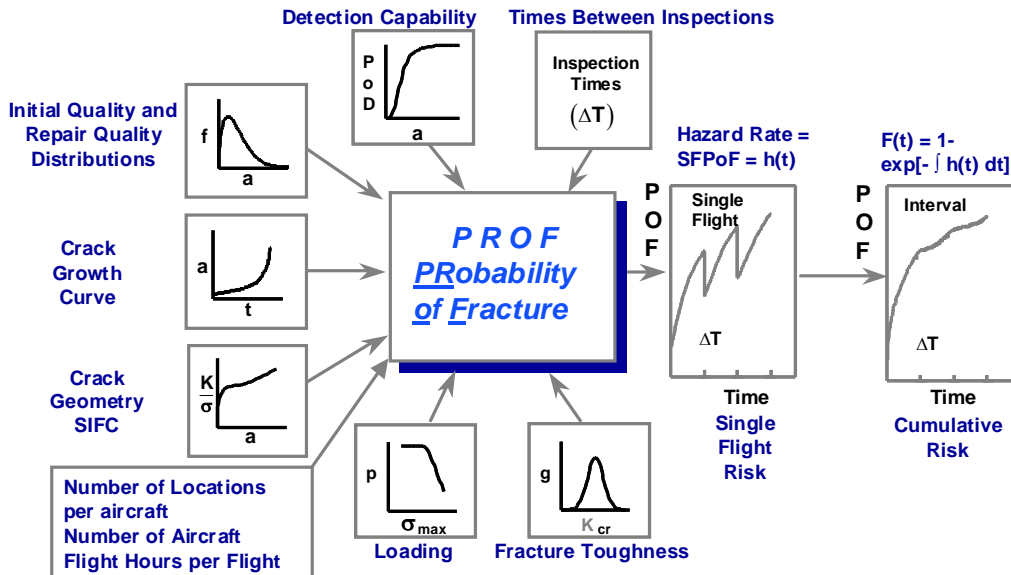 Detection Capability
Times Between Inspections
P
o
D
a
Inspection
Times
(ΔT)
Initial Quality and
Repair Quality
Distributions
f
a
Hazard Rate =
SFPoF = h(t)
F(t) = 1-
exp[- ∫ h(t) dt]
P R O F
PRobability
of Fracture
P
O
F
Single
Flight
ΔT
Time
Single
Flight
Risk
P
O
F
Interval
ΔT
Time
Cumulative
Risk
Crack
Growth
Curve
a
t
Crack
Geometry
SIFC
K
σ
a
Number of Locations
per aircraft
Number of Aircraft
Flight Hours per Flight
p
σmax
Loading
g
Kcr
Fracture Toughness